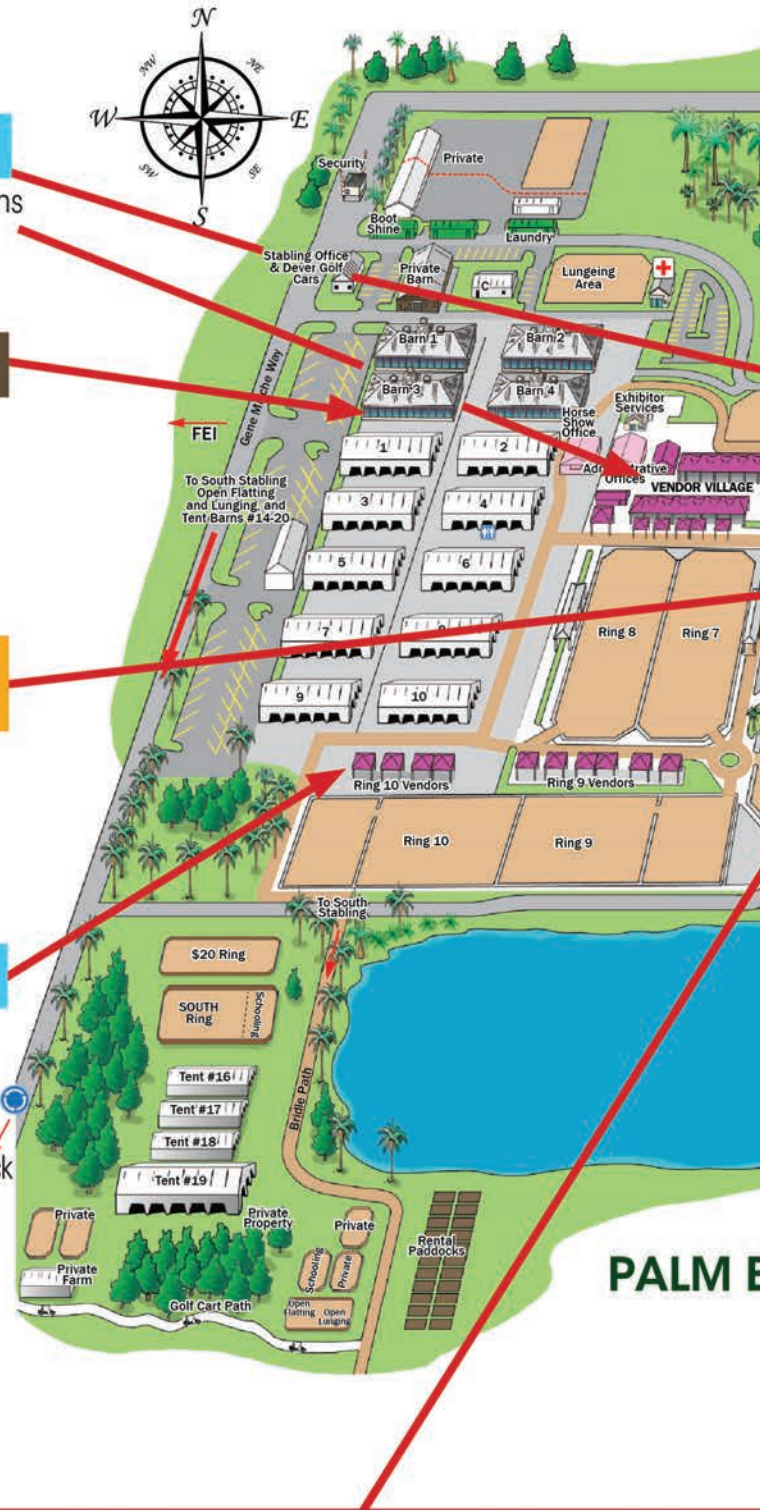 N
NW
NE
W
E
SW
SE
S
ns
Security
Private
Boot
Shine
Laundry
Stabling Office
& Dever Golf
Cars
Private
Barn
C
Lungeing
Area
Barn 1
Barn 2
Barn 3
Barn 4
Gene Mische Way
FEI
Horse
Show
Office
Exhibitor
Services
Administrative
Offices
VENDOR VILLAGE
1
2
To South Stabling
Open Flatting
and Lunging, and
Tent Barns #14-20
3
4
5
6
7
8
Ring 8
Ring 7
9
10
Ring 10 Vendors
Ring 9 Vendors
Ring 10
Ring 9
To South
Stabling
$20 Ring
SOUTH
Ring
Schooling
Tent #16
Tent #17
Tent #18
Tent #19
Bridle Path
ck
Private
Private
Farm
Private
Property
Private
Schooling
Private
Rental
Paddocks
Golf Cart Path
Open
Flatting
Open
Lunging
PALM B